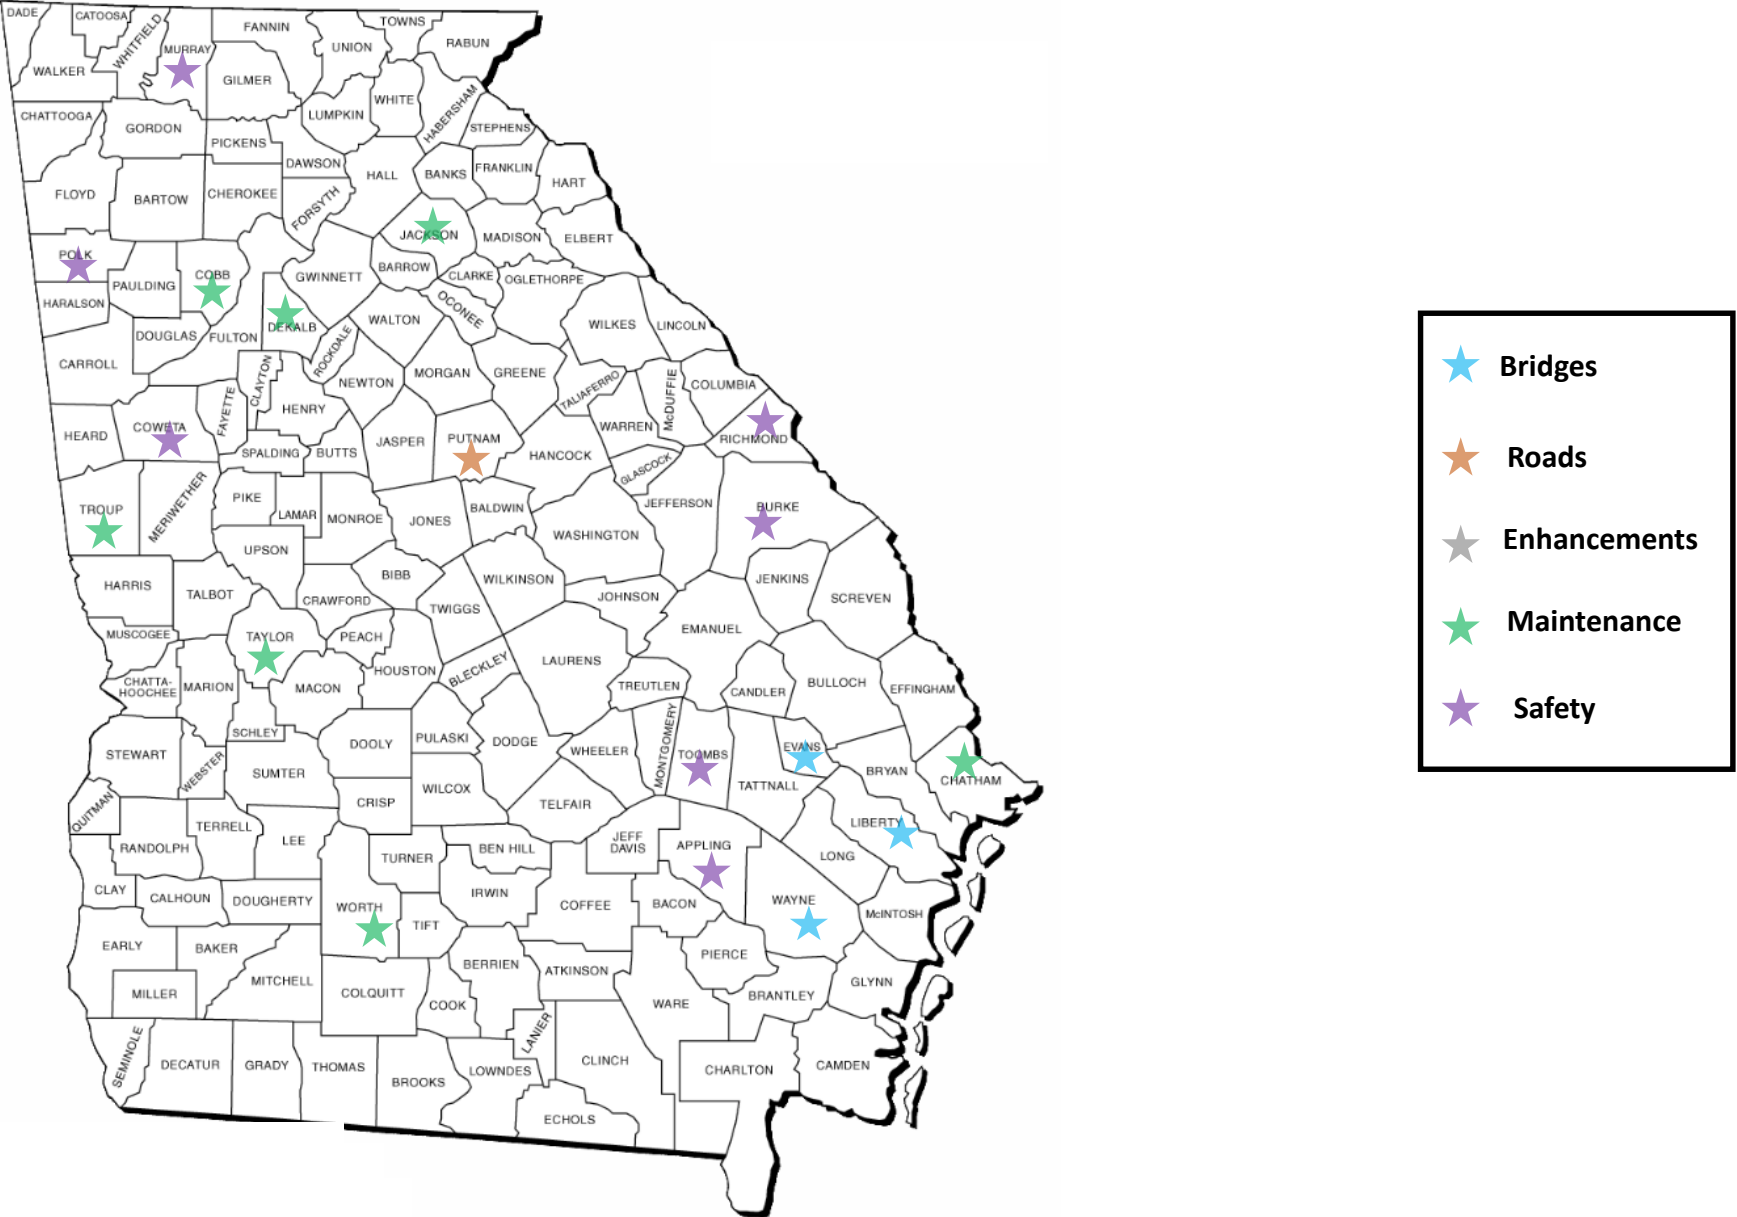 DADE
CATOOSA
WHITFIELD
MURRAY
FANNIN
TOWNS
UNION
RABUN
WALKER
GILMER
WHITE
HABERSHAM
LUMPKIN
CHATTOOGA
GORDON
PICKENS
STEPHENS
DAWSON
HALL
BANKS
FRANKLIN
HART
FLOYD
BARTOW
CHEROKEE
FORSYTH
JACKSON
MADISON
ELBERT
POLK
PAULDING
COBB
GWINNETT
BARROW
CLARKE
OGLETHORPE
HARALSON
OCONEE
DOUGLAS
FULTON
DEKALB
ROCKDALE
WALTON
WILKES
LINCOLN
CARROLL
CLAYTON
NEWTON
MORGAN
GREENE
TALIAFERRO
McDUFFIE
COLUMBIA
HEARD
COWETA
FAYETTE
HENRY
SPALDING
BUTTS
JASPER
PUTNAM
HANCOCK
WARREN
GLASCOCK
RICHMOND
TROUP
MERIWETHER
PIKE
LAMAR
MONROE
JONES
BALDWIN
WASHINGTON
JEFFERSON
BURKE
UPSON
HARRIS
TALBOT
CRAWFORD
BIBB
TWIGGS
WILKINSON
JOHNSON
JENKINS
SCREVEN
MUSCOGEE
TAYLOR
PEACH
HOUSTON
BLECKLEY
LAURENS
EMANUEL
CHATTA-
HOOCHEE
MARION
MACON
TREUTLEN
CANDLER
BULLOCH
EFFINGHAM
STEWART
WEBSTER
SCHLEY
SUMTER
DOOLY
PULASKI
DODGE
WHEELER
MONTGOMERY
TOOMBS
TATTNALL
EVANS
BRYAN
CHATHAM
QUITMAN
CRISP
WILCOX
TELFAIR
RANDOLPH
TERRELL
LEE
TURNER
BEN HILL
JEFF
DAVIS
APPLING
LONG
LIBERTY
CLAY
CALHOUN
DOUGHERTY
WORTH
TIFT
IRWIN
COFFEE
BACON
WAYNE
McINTOSH
EARLY
BAKER
MITCHELL
MILLER
COLQUITT
COOK
BERRIEN
ATKINSON
WARE
PIERCE
BRANTLEY
GLYNN
SEMINOLE
DECATUR
GRADY
THOMAS
BROOKS
LOWNDES
LANIER
CLINCH
ECHOLS
CHARLTON
CAMDEN
Bridges
Roads
Enhancements
Maintenance
Safety